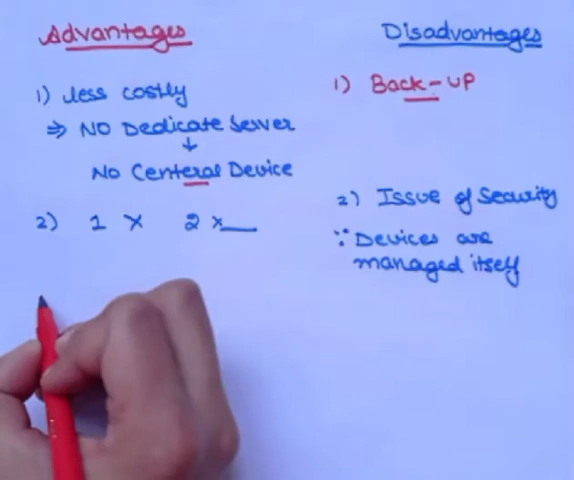 Advantages
1) less costly
⇒ NO Dedicate Server
↓
NO Centeral Device
2) 1 X 2 x__
Disadvantages
1) Back-UP
2) Issue of Security
∵ Devices are
managed itself